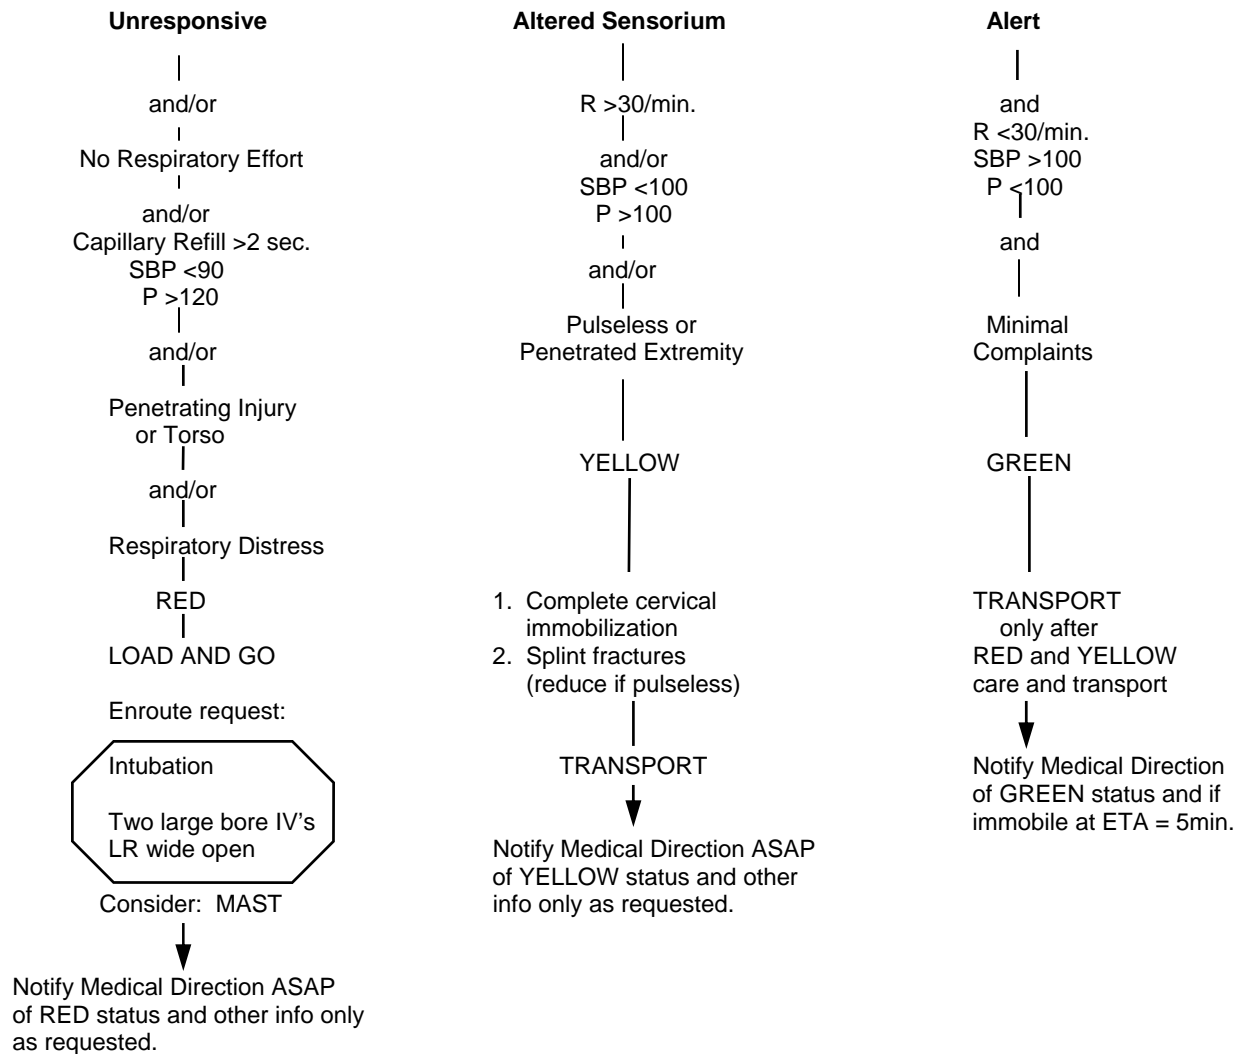 Unresponsive
and/or
No Respiratory Effort
and/or
Capillary Refill >2 sec.
SBP <90
P >120
and/or
Penetrating Injury
or Torso
and/or
Respiratory Distress
RED
LOAD AND GO
Enroute request:
Intubation
Two large bore IV's
LR wide open
Consider:  MAST
Notify Medical Direction ASAP
of RED status and other info only
as requested.
Altered Sensorium
R >30/min.
and/or
SBP <100
P >100
and/or
Pulseless or
Penetrated Extremity
YELLOW
1.  Complete cervical
immobilization
2.  Splint fractures
(reduce if pulseless)
TRANSPORT
Notify Medical Direction ASAP
of YELLOW status and other
info only as requested.
Alert
and
R <30/min.
SBP >100
P <100
and
Minimal
Complaints
GREEN
TRANSPORT
only after
RED and YELLOW
care and transport
Notify Medical Direction
of GREEN status and if
immobile at ETA = 5min.